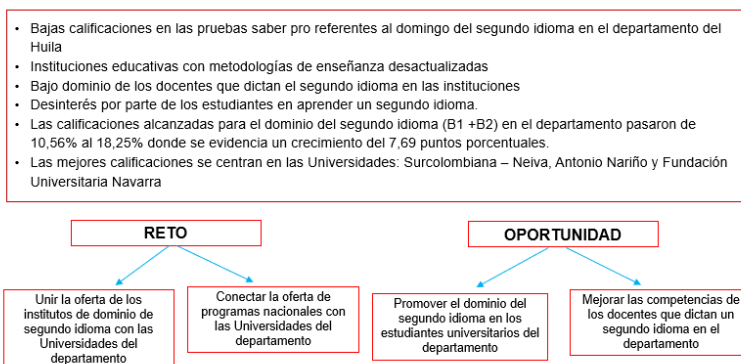 • Bajas calificaciones en las pruebas saber pro referentes al domingo del segundo idioma en el departamento del
Huila
• Instituciones educativas con metodologías de enseñanza desactualizadas
• Bajo dominio de los docentes que dictan el segundo idioma en las instituciones
• Desinterés por parte de los estudiantes en aprender un segundo idioma.
• Las calificaciones alcanzadas para el dominio del segundo idioma (B1 +B2) en el departamento pasaron de
10,56% al 18,25% donde se evidencia un crecimiento del 7,69 puntos porcentuales.
• Las mejores calificaciones se centran en las Universidades: Surcolombiana – Neiva, Antonio Nariño y Fundación
Universitaria Navarra
RETO
OPORTUNIDAD
Unir la oferta de los
institutos de dominio de
segundo idioma con las
Universidades del
departamento
Conectar la oferta de
programas nacionales con
las Universidades del
departamento
Promover el dominio del
segundo idioma en los
estudiantes universitarios del
departamento
Mejorar las competencias de
los docentes que dictan un
segundo idioma en el
departamento